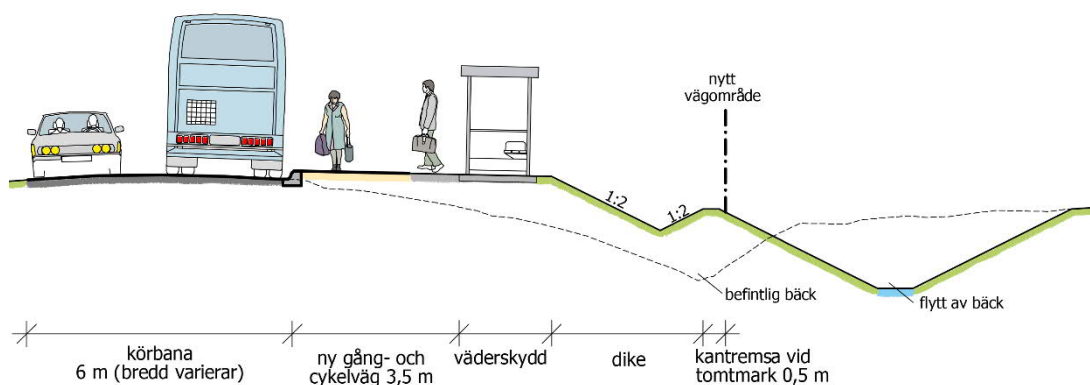 nytt
vägområde
1:2
1:2
befintlig bäck
flytt av bäck
körbana
6 m (bredd varierar)
ny gång- och
cykelväg 3,5 m
väderskydd
dike
kantremsa vid
tomtmark 0,5 m